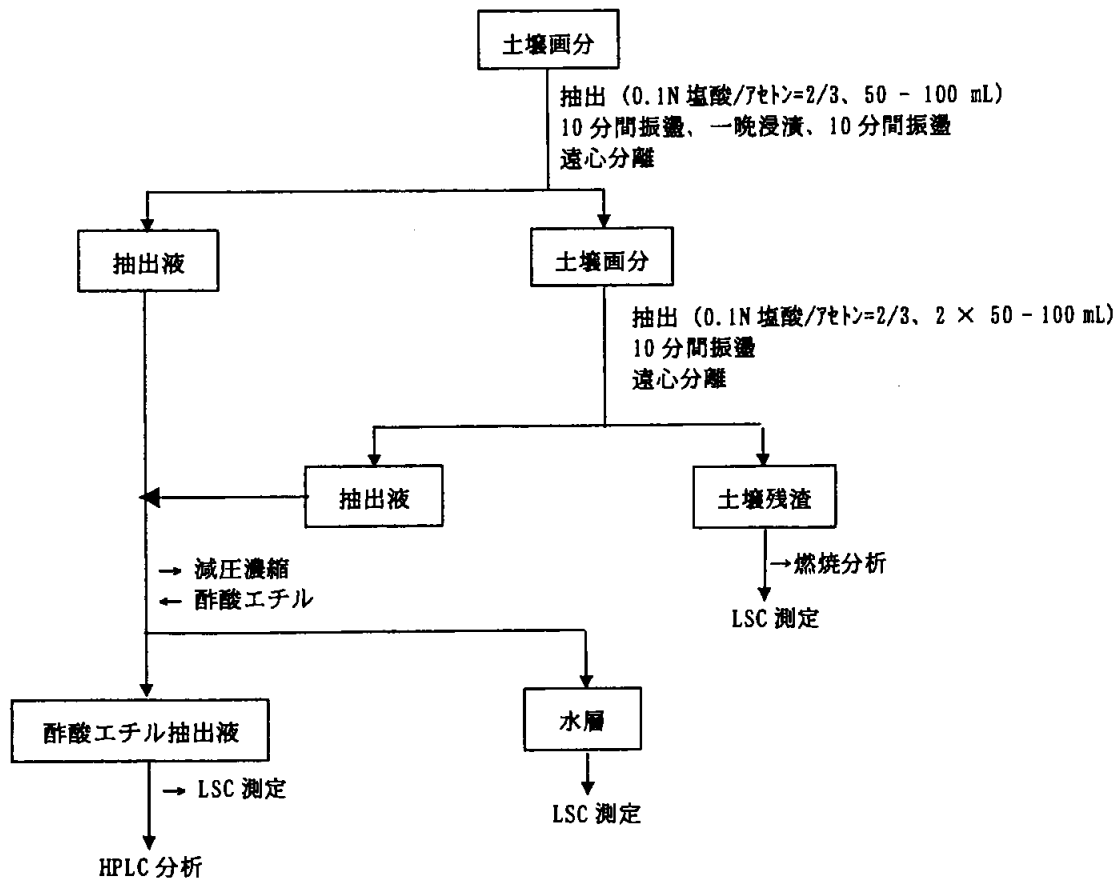 土壌画分
抽出 (0.1N 塩酸/アセトン=2/3、50 - 100 mL)
10 分間振盪、一晩浸漬、10 分間振盪
遠心分離
抽出液
土壌画分
抽出 (0.1N 塩酸/アセトン=2/3、2 × 50 - 100 mL)
10 分間振盪
遠心分離
抽出液
土壌残渣
→ 減圧濃縮
← 酢酸エチル
→燃焼分析
LSC 測定
酢酸エチル抽出液
水層
→ LSC 測定
LSC 測定
HPLC 分析